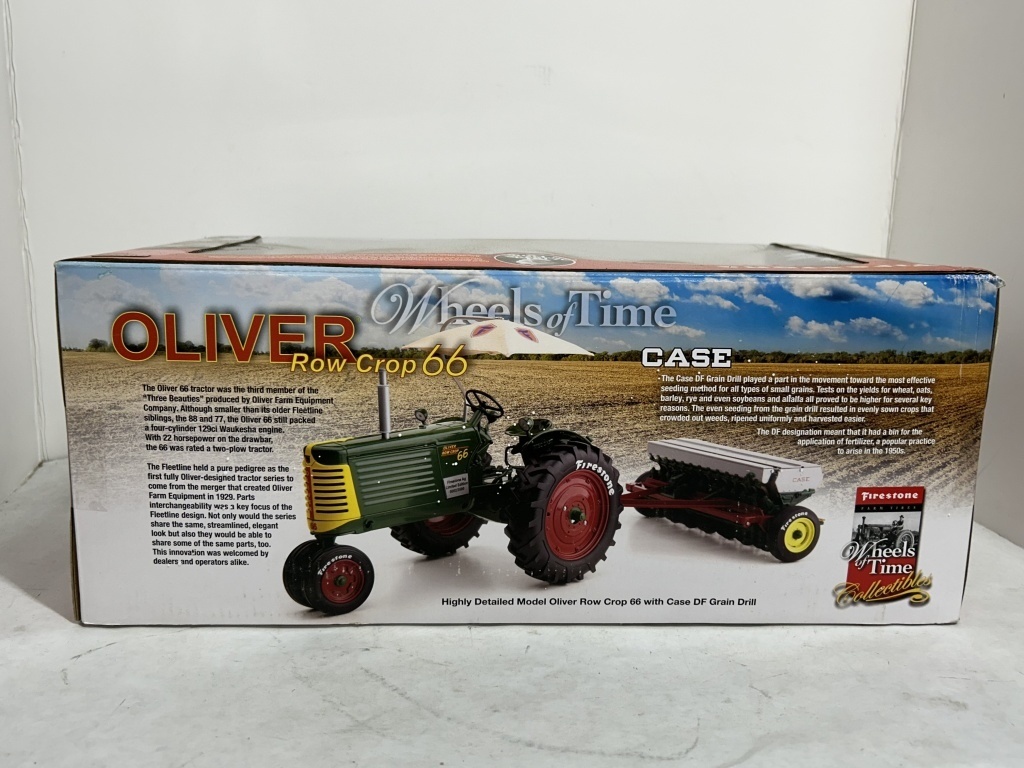 Wheels of Time
OLIVER
Row Crop 66
The Oliver 66 tractor was the third member of the
"Three Beauties" produced by Oliver Farm Equipment
Company. Although smaller than its older Fleetline
siblings, the 88 and 77, the Oliver 66 still packed
a four-cylinder 129ci Waukesha engine.
With 22 horsepower on the drawbar,
the 66 was rated a two-plow tractor.
The Fleetline held a pure pedigree as the
first fully Oliver-designed tractor series to
come from the merger that created Oliver
Farm Equipment in 1929. Parts
interchangeability was a key focus of the
Fleetline design. Not only would the series
share the same, streamlined, elegant
look but also they would be able to
share some of the same parts, too.
This innovation was welcomed by
dealers and operators alike.
CASE
The Case DF Grain Drill played a part in the movement toward the most effective
seeding method for all types of small grains. Tests on the yields for wheat, oats,
barley, rye and even soybeans and alfalfa all proved to be higher for several key
reasons. The even seeding from the grain drill resulted in evenly sown crops that
crowded out weeds, ripened uniformly and harvested easier.
The DF designation meant that it had a bin for the
application of fertilizer, a popular practice
to arise in the 1950s.
OLIVER
66
Firestone
Firestone
CASE
Firestone
Highly Detailed Model Oliver Row Crop 66 with Case DF Grain Drill
Firestone
FARM TIRES
Wheels
of Time
Collectibles